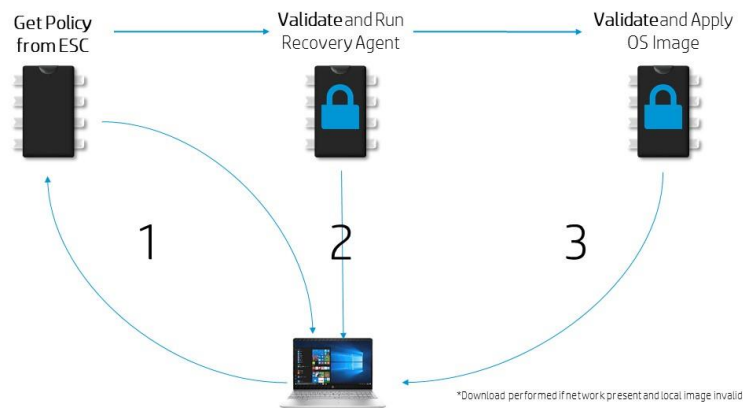 Get Policy
from ESC
Validate and Run
Recovery Agent
Validate and Apply
OS Image
1
2
3
*Download performed if network present and local image invalid